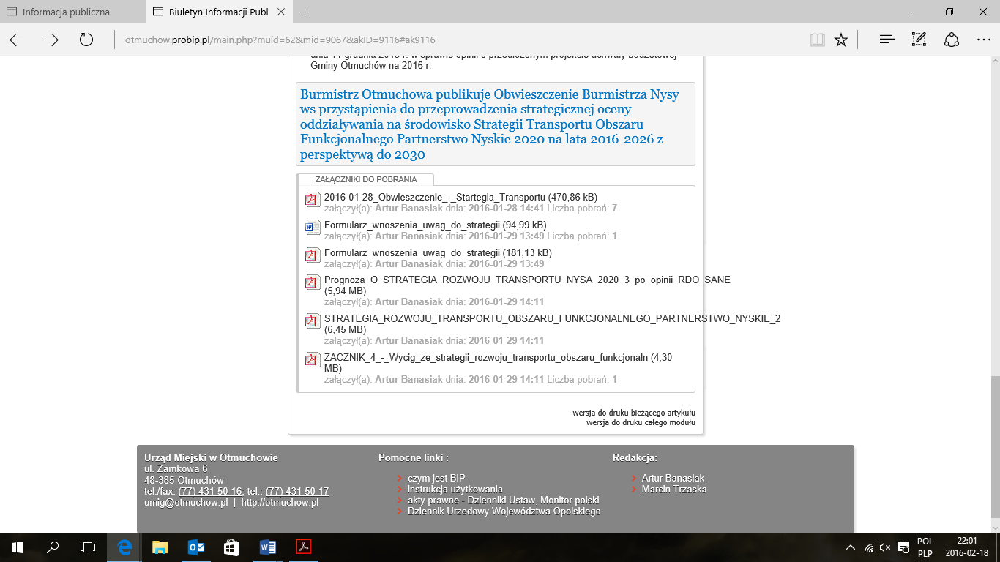 Informacja publiczna
Biuletyn Informacji Publi
otmuchow.probip.pl/main.php?muid=62&mid=9067&akID=9116#ak9116
Gminy Otmuchów na 2016 r.
Burmistrz Otmuchowa publikuje Obwieszczenie Burmistrza Nysy
ws przystąpienia do przeprowadzenia strategicznej oceny
oddziaływania na środowisko Strategii Transportu Obszaru
Funkcjonalnego Partnerstwo Nyskie 2020 na lata 2016-2026 z
perspektywą do 2030
ZAŁĄCZNIKI DO POBRANIA
2016-01-28_Obwieszczenie_-_Startegia_Transportu (470,86 kB)
załączył(a): Artur Banasiak dnia: 2016-01-28 14:41 Liczba pobrań: 7
Formularz_wnoszenia_uwag_do_strategii (94,99 kB)
załączył(a): Artur Banasiak dnia: 2016-01-29 13:49 Liczba pobrań: 1
Formularz_wnoszenia_uwag_do_strategii (181,13 kB)
załączył(a): Artur Banasiak dnia: 2016-01-29 13:49
Prognoza_O_STRATEGIA_ROZWOJU_TRANSPORTU_NYSA_2020_3_po_opinii_RDO_SANE
(5,94 MB)
załączył(a): Artur Banasiak dnia: 2016-01-29 14:11
STRATEGIA_ROZWOJU_TRANSPORTU_OBSZARU_FUNKCJONALNEGO_PARTNERSTWO_NYSKIE_2
(6,45 MB)
załączył(a): Artur Banasiak dnia: 2016-01-29 14:11
ZACZNIK_4_-_Wycig_ze_strategii_rozwoju_transportu_obszaru_funkcjonaln (4,30
MB)
załączył(a): Artur Banasiak dnia: 2016-01-29 14:11 Liczba pobrań: 1
wersja do druku bieżącego artykułu
wersja do druku całego modułu
Urząd Miejski w Otmuchowie
ul. Zamkowa 6
48-385 Otmuchów
tel./fax. (77) 431 50 16; tel.: (77) 431 50 17
umig@otmuchow.pl | http://otmuchow.pl
Pomocne linki :
czym jest BIP
instrukcja użytkowania
akty prawne - Dzienniki Ustaw, Monitor polski
Dziennik Urzedowy Województwa Opolskiego
Redakcja:
Artur Banasiak
Marcin Trzaska
POL
PLP
22:01
2016-02-18